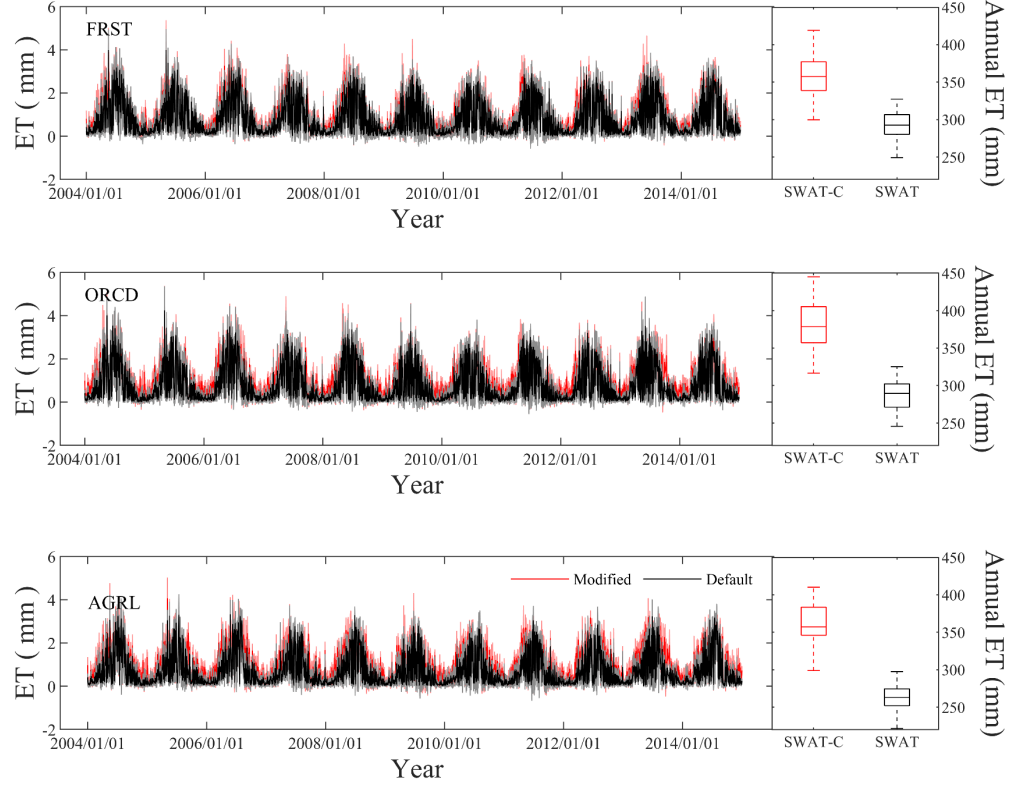 FRST
ET ( mm )
6
4
2
0
-2
2004/01/01 2006/01/01 2008/01/01 2010/01/01 2012/01/01 2014/01/01
Year
450
400
350
300
250
Annual ET (mm)
SWAT-C SWAT
ORCD
ET ( mm )
6
4
2
0
-2
2004/01/01 2006/01/01 2008/01/01 2010/01/01 2012/01/01 2014/01/01
Year
450
400
350
300
250
Annual ET (mm)
SWAT-C SWAT
Modified Default
AGRL
ET ( mm )
6
4
2
0
-2
2004/01/01 2006/01/01 2008/01/01 2010/01/01 2012/01/01 2014/01/01
Year
450
400
350
300
250
Annual ET (mm)
SWAT-C SWAT